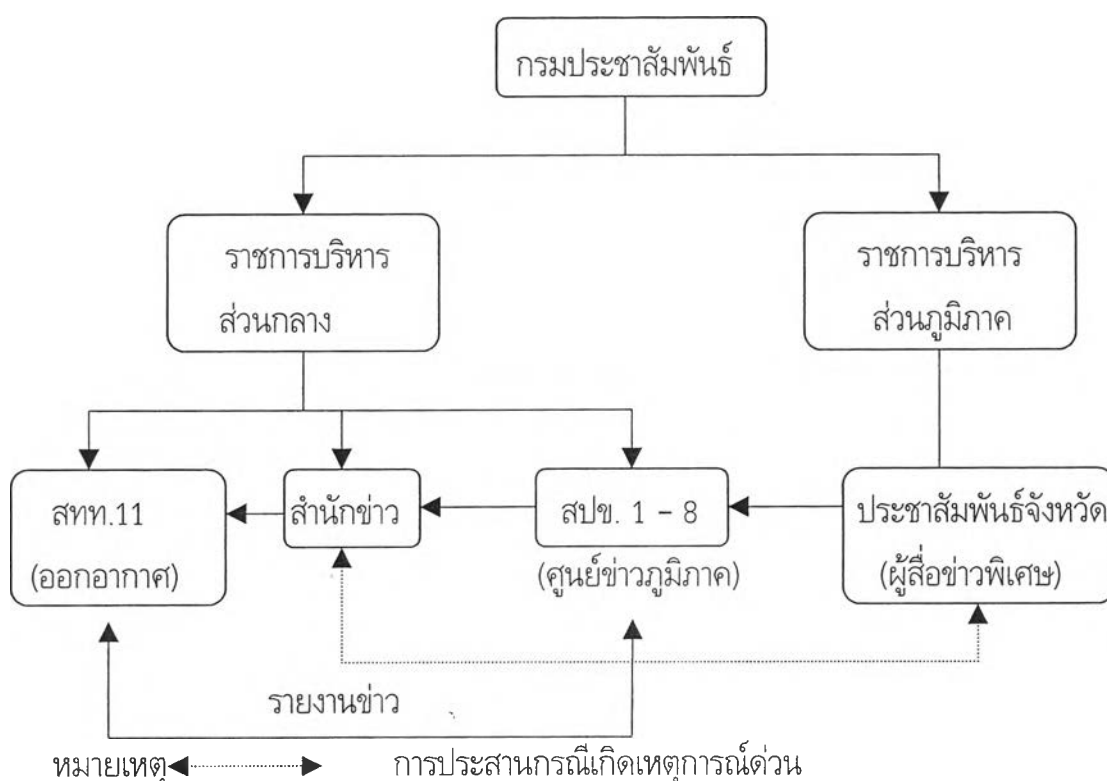 กรมประชาสัมพันธ์
ราชการบริหาร
ส่วนกลาง
ราชการบริหาร
ส่วนภูมิภาค
สทท.11
(ออกอากาศ)
สำนักข่าว
สปข. 1 - 8
(ศูนย์ข่าวภูมิภาค)
ประชาสัมพันธ์จังหวัด
(ผู้สื่อข่าวพิเศษ)
รายงานข่าว
หมายเหตุ การประสานกรณีเกิดเหตุการณ์ด่วน